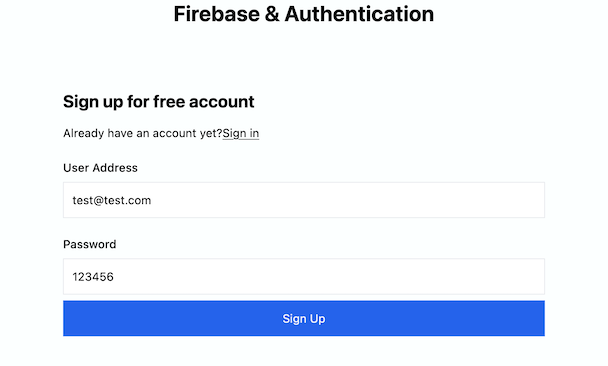 Firebase & Authentication
Sign up for free account
Already have an account yet?Sign in
User Address
test@test.com
Password
123456
Sign Up